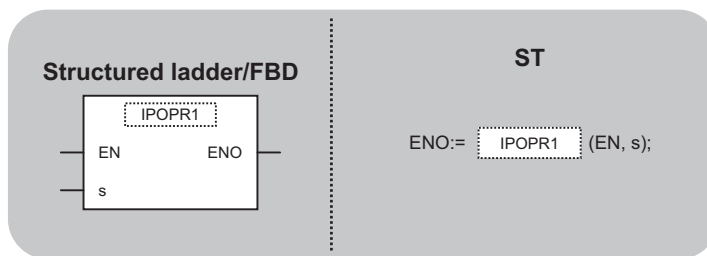 Structured ladder/FBD
IPOPR1
EN ENO
s
ST
ENO:= IPOPR1 (EN, s);